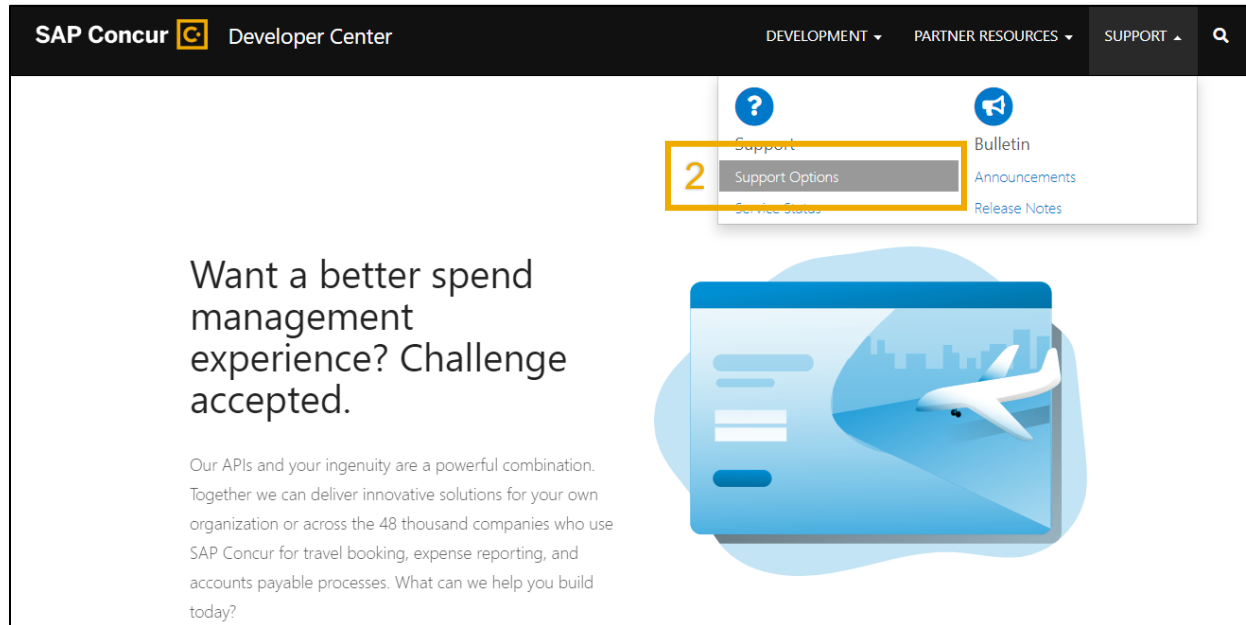 SAP Concur C. Developer Center
DEVELOPMENT PARTNER RESOURCES SUPPORT
Support
Bulletin
2
Support Options
Announcements
Service Status
Release Notes
Want a better spend
management
experience? Challenge
accepted.
Our APIs and your ingenuity are a powerful combination.
Together we can deliver innovative solutions for your own
organization or across the 48 thousand companies who use
SAP Concur for travel booking, expense reporting, and
accounts payable processes. What can we help you build
today?